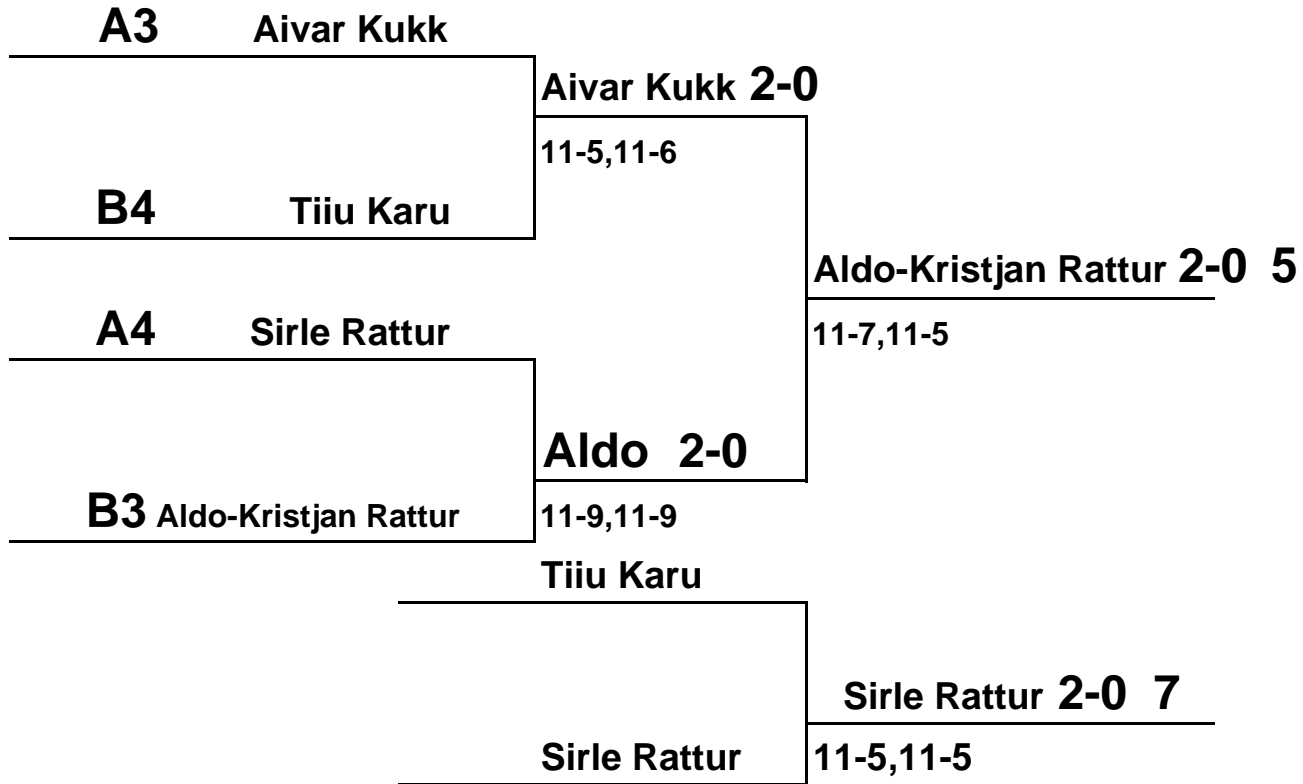 A3 Aivar Kukk
Aivar Kukk 2-0
11-5,11-6
B4 Tiiu Karu
Aldo-Kristjan Rattur 2-0 5
A4 Sirle Rattur
11-7,11-5
Aldo 2-0
B3 Aldo-Kristjan Rattur
11-9,11-9
Tiiu Karu
Sirle Rattur 2-0 7
Sirle Rattur
11-5,11-5